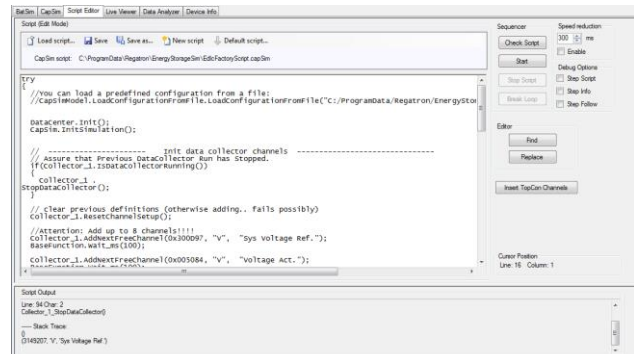 BatSim CapSim Script Editor Live Viewer Data Analyzer Device Info
Script (Edit Mode)
Load script... Save Save as... New script Default script...
CapSim script: C:\ProgramData\Regatron\EnergyStorageSim\EdlcFactoryScript.capSim
try
{
//You can load a predefined configuration from a file:
//CapSimModel.LoadConfigurationFromFile.LoadConfigurationFromFile("C:/ProgramData/Regatron/EnergySto
DataCenter.Init();
CapSim.InitSimulation();
// ---------------------- Init data collector channels --------------------------------
// Assure that Previous DataCollector Run has Stopped.
if(Collector_1.IsDataCollectorRunning())
{
Collector_1 .
StopDataCollector();
}
// clear previous definitions (otherwise adding.. fails possibly)
Collector_1.ResetChannelSetup();
//Attention: Add up to 8 channels!!!!
Collector_1.AddNextFreeChannel(0x300D97, "V", "Sys Voltage Ref.");
BaseFunction.Wait_ms(100);
Collector_1.AddNextFreeChannel(0x005084, "V", "Voltage Act.");
BaseFunction.Wait_ms(100);
Sequencer
Check Script
Start
Stop Script
Break Loop
Speed reduction
300 ms
Enable
Debug Options
Step Script
Step Info
Step Follow
Editor
Find
Replace
Insert TopCon Channels
Cursor Position
Line: 16 Column: 1
Script Output
Line: 94 Char: 2
Collector_1_StopDataCollector()
---- Stack Trace:
()
(3149207, 'V', 'Sys Voltage Ref.')